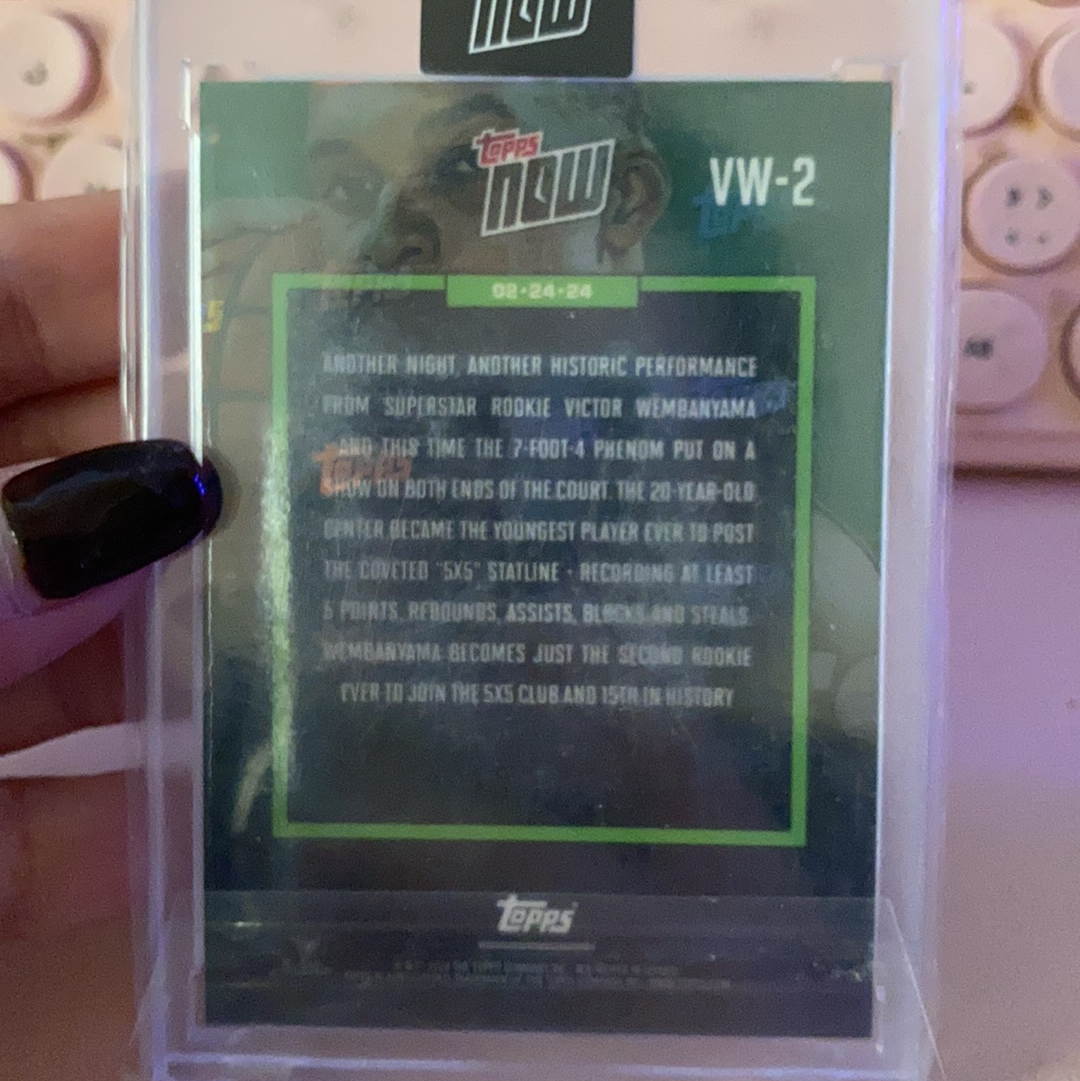 now
topps
now
VW-2
02·24·24
ANOTHER NIGHT, ANOTHER HISTORIC PERFORMANCE
FROM SUPERSTAR ROOKIE VICTOR WEMBANYAMA
AND THIS TIME THE 7-FOOT-4 PHENOM PUT ON A
SHOW ON BOTH ENDS OF THE COURT. THE 20-YEAR-OLD
CENTER BECAME THE YOUNGEST PLAYER EVER TO POST
THE COVETED "5X5" STATLINE - RECORDING AT LEAST
5 POINTS, REBOUNDS, ASSISTS, BLOCKS AND STEALS.
WEMBANYAMA BECOMES JUST THE SECOND ROOKIE
EVER TO JOIN THE 5X5 CLUB AND 15TH IN HISTORY
topps